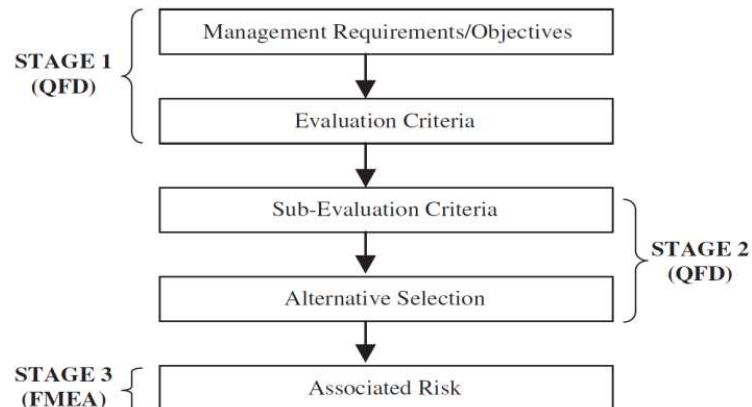 Management Requirements/Objectives
STAGE 1
(QFD)
Evaluation Criteria
Sub-Evaluation Criteria
STAGE 2
(QFD)
Alternative Selection
STAGE 3
(FMEA)
Associated Risk